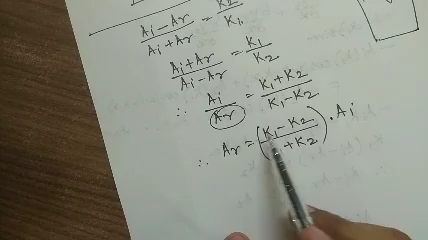 Ai - Ar / Ai + Ar = K2 / K1.
Ai + Ar / Ai - Ar = K1 / K2
∴ Ai / Ar = K1 + K2 / K1 - K2
∴ Ar = (K1 - K2 / + K2) . Ai